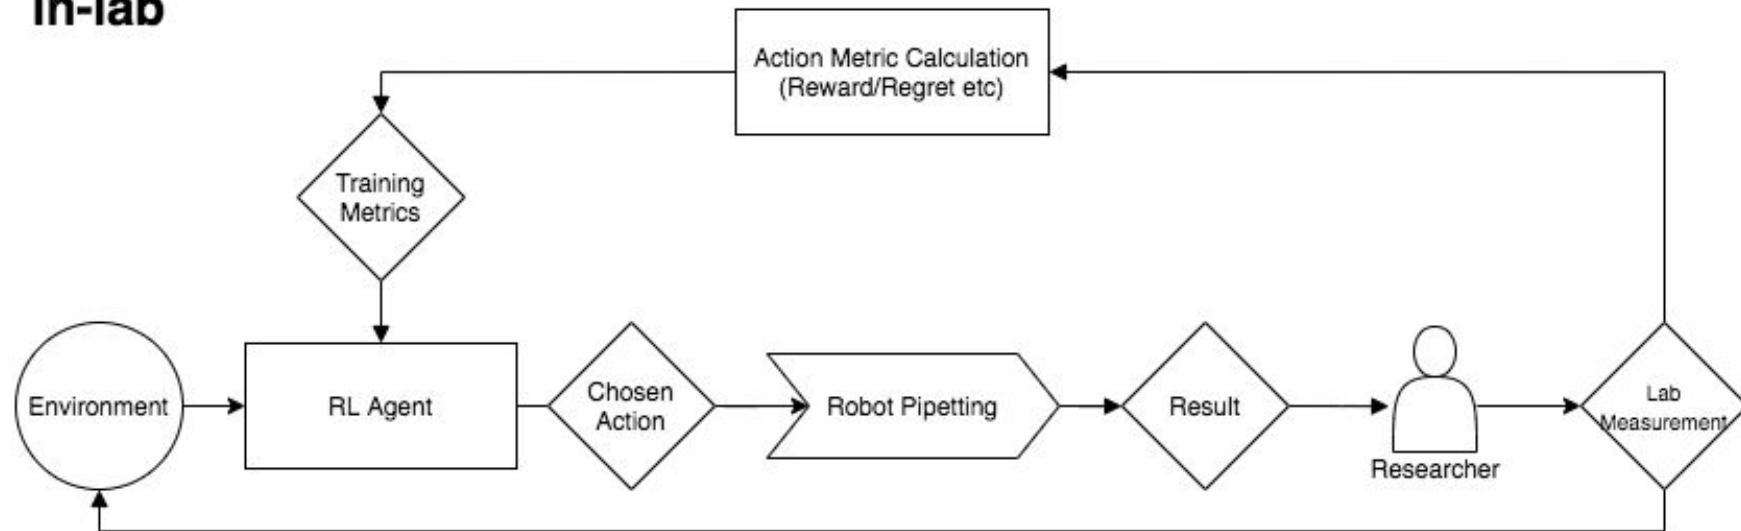 in-lab
Action Metric Calculation
(Reward/Regret etc)
Training
Metrics
Environment
RL Agent
Chosen
Action
Robot Pipetting
Result
Researcher
Lab
Measurement